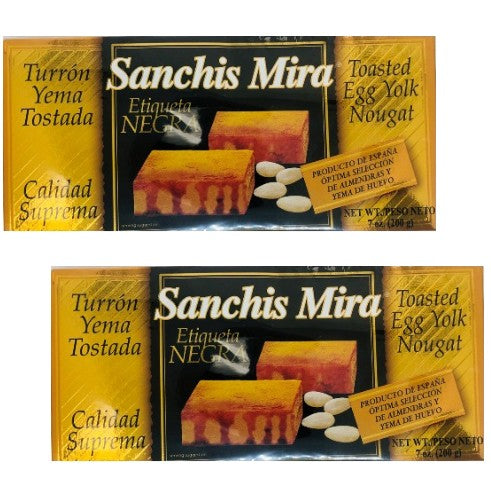 Turrón
Yema
Tostada
Calidad
Suprema
Sanchis Mira
Etiqueta
NEGRA
Toasted
Egg Yolk
Nougat
PRODUCTO DE ESPAÑA
ÓPTIMA SELECCIÓN
DE ALMENDRAS Y
YEMA DE HUEVO
NET WT./PESO NETO
7 oz. (200 g)
Turrón
Yema
Tostada
Calidad
Suprema
Sanchis Mira
Etiqueta
NEGRA
Toasted
Egg Yolk
Nougat
PRODUCTO DE ESPAÑA
ÓPTIMA SELECCIÓN
DE ALMENDRAS Y
YEMA DE HUEVO
NET WT./PESO NETO
7 oz. (200 g)